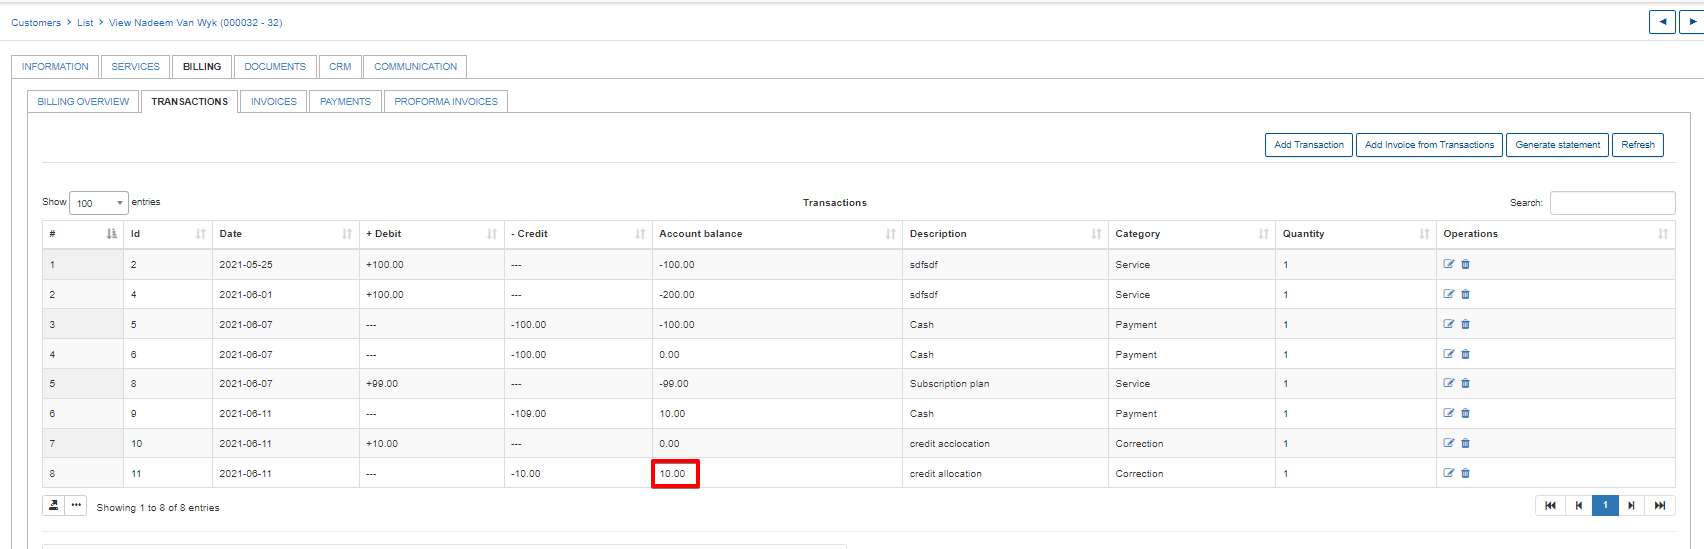 Customers > List > View Nadeem Van Wyk (000032 - 32)
INFORMATION SERVICES BILLING DOCUMENTS CRM COMMUNICATION
BILLING OVERVIEW TRANSACTIONS INVOICES PAYMENTS PROFORMA INVOICES
Add Transaction Add Invoice from Transactions Generate statement Refresh
Show 100 entries Transactions Search:
# Id Date + Debit - Credit Account balance Description Category Quantity Operations
1 2 2021-05-25 +100.00 --- -100.00 sdfsdf Service 1
2 4 2021-06-01 +100.00 --- -200.00 sdfsdf Service 1
3 5 2021-06-07 --- -100.00 -100.00 Cash Payment 1
4 6 2021-06-07 --- -100.00 0.00 Cash Payment 1
5 8 2021-06-07 +99.00 --- -99.00 Subscription plan Service 1
6 9 2021-06-11 --- -109.00 10.00 Cash Payment 1
7 10 2021-06-11 +10.00 --- 0.00 credit acclocation Correction 1
8 11 2021-06-11 --- -10.00 10.00 credit allocation Correction 1
Showing 1 to 8 of 8 entries 1